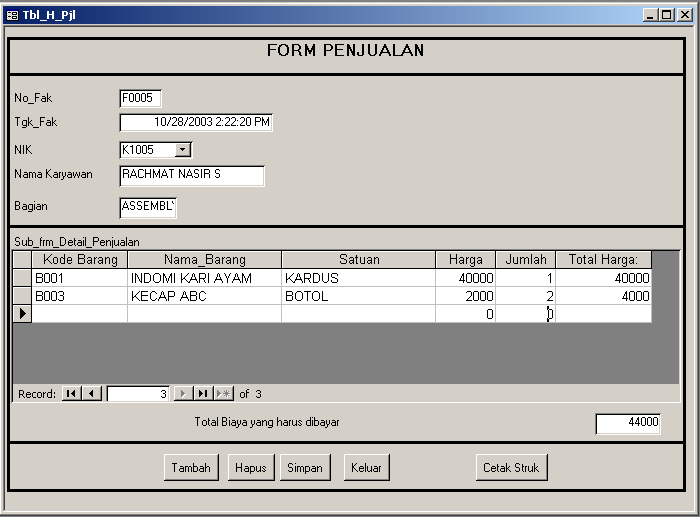 Tbl_H_Pjl
FORM PENJUALAN
No_Fak F0005
Tgk_Fak 10/28/2003 2:22:20 PM
NIK K1005
Nama Karyawan RACHMAT NASIR S
Bagian ASSEMBLY
Sub_frm_Detail_Penjualan
Kode Barang Nama_Barang Satuan Harga Jumlah Total Harga:
B001 INDOMI KARI AYAM KARDUS 40000 1 40000
B003 KECAP ABC BOTOL 2000 2 4000
0 0
Record: 3 of 3
Total Biaya yang harus dibayar 44000
Tambah Hapus Simpan Keluar Cetak Struk